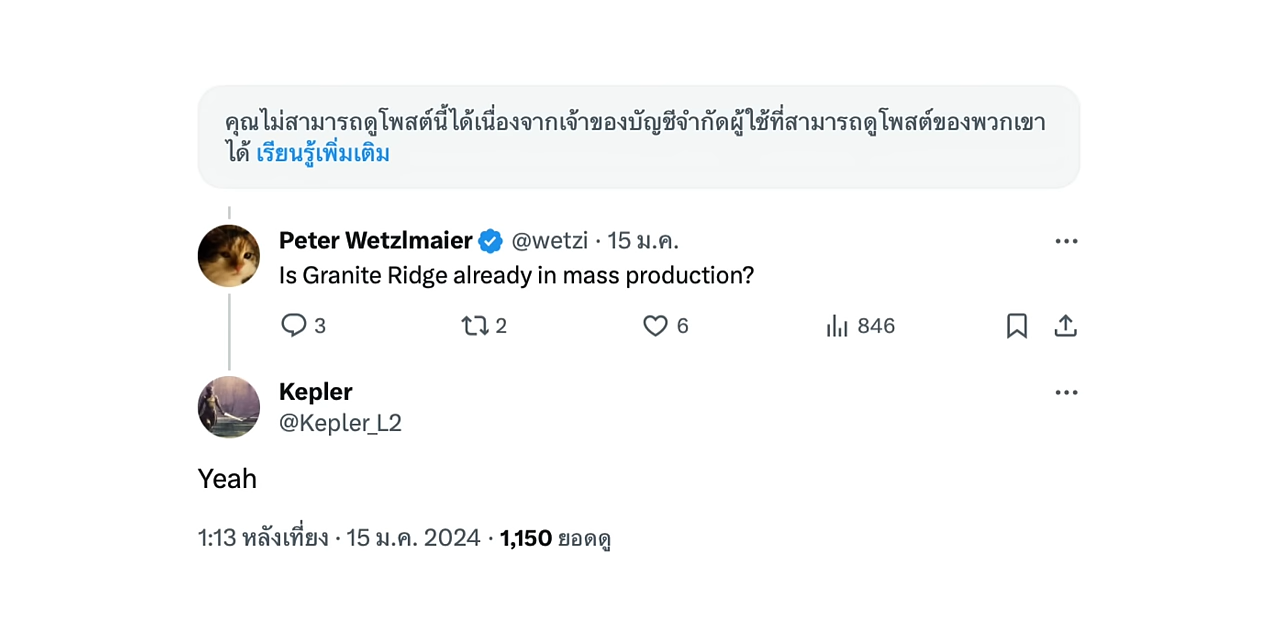 คุณไม่สามารถดูโพสต์นี้ได้เนื่องจากเจ้าของบัญชีจำกัดผู้ใช้ที่สามารถดูโพสต์ของพวกเขา
ได้ เรียนรู้เพิ่มเติม
Peter Wetzlmaier @wetzi · 15 ม.ค.
Is Granite Ridge already in mass production?
3 2 6 846
Kepler
@Kepler_L2
Yeah
1:13 หลังเที่ยง · 15 ม.ค. 2024 · 1,150 ยอดดู